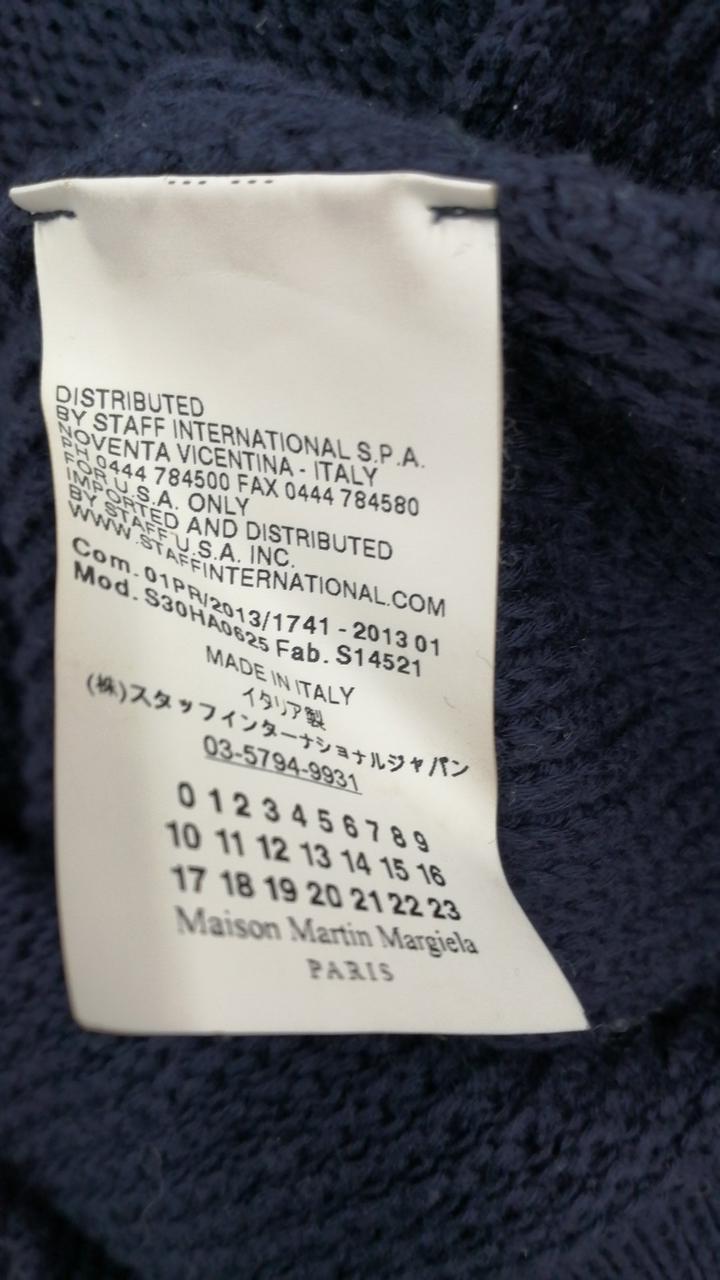 DISTRIBUTED
BY STAFF INTERNATIONAL S.P.A.
NOVENTA VICENTINA - ITALY
PH 0444 784500 FAX 0444 784580
FOR U.S.A. ONLY
IMPORTED AND DISTRIBUTED
BY STAFF U.S.A. INC.
WWW.STAFFINTERNATIONAL.COM
Com. 01PR/2013/1741 - 2013 01
Mod. S30HA0625 Fab. S14521
MADE IN ITALY
イタリア製
(株)スタッフインターナショナルジャパン
03-5794-9931
0 1 2 3 4 5 6 7 8 9
10 11 12 13 14 15 16
17 18 19 20 21 22 23
Maison Martin Margiela
PARIS